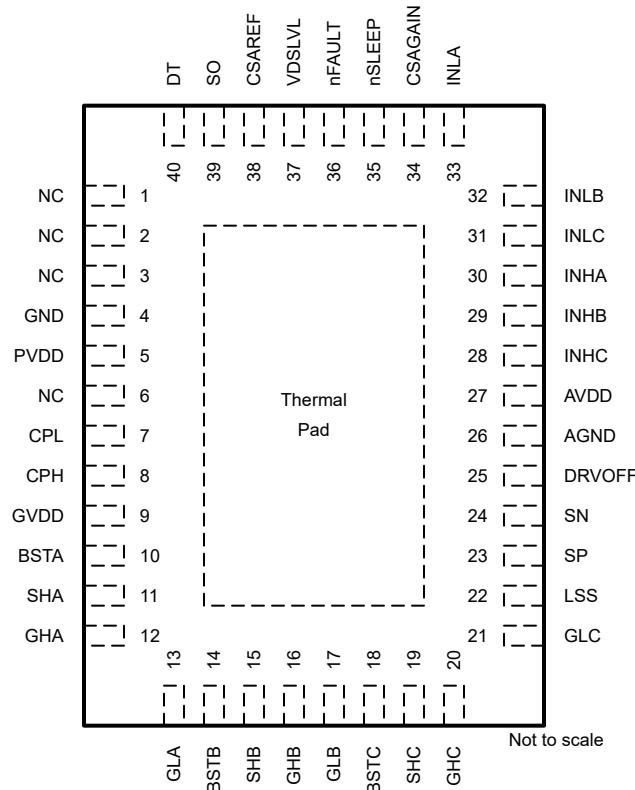 DT
SO
CSAREF
VDSLVL
nFAULT
nSLEEP
CSAGAIN
INLA
40
39
38
37
36
35
34
33
NC 1
NC 2
NC 3
GND 4
PVDD 5
NC 6
CPL 7
CPH 8
GVDD 9
BSTA 10
SHA 11
GHA 12
Thermal
Pad
32 INLB
31 INLC
30 INHA
29 INHB
28 INHC
27 AVDD
26 AGND
25 DRVOFF
24 SN
23 SP
22 LSS
21 GLC
13
14
15
16
17
18
19
20
GLA
BSTB
SHB
GHB
GLB
BSTC
SHC
GHC
Not to scale